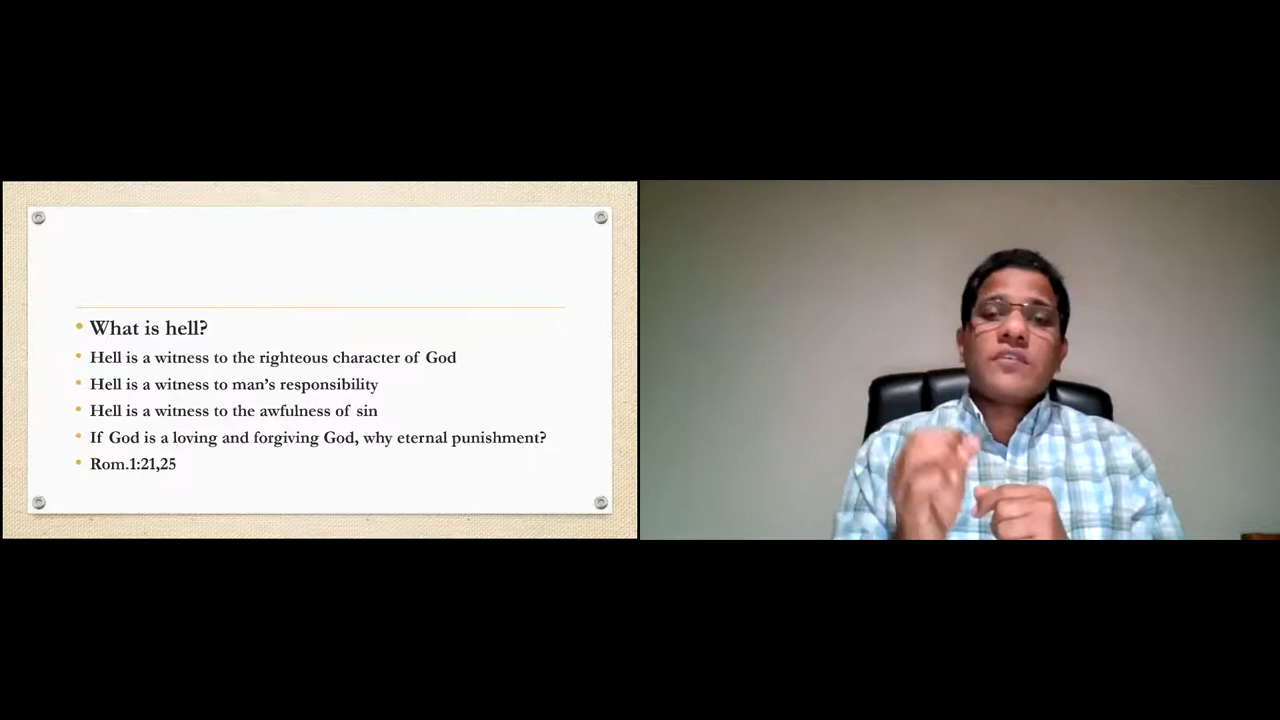 What is hell?
Hell is a witness to the righteous character of God
Hell is a witness to man’s responsibility
Hell is a witness to the awfulness of sin
If God is a loving and forgiving God, why eternal punishment?
Rom.1:21,25